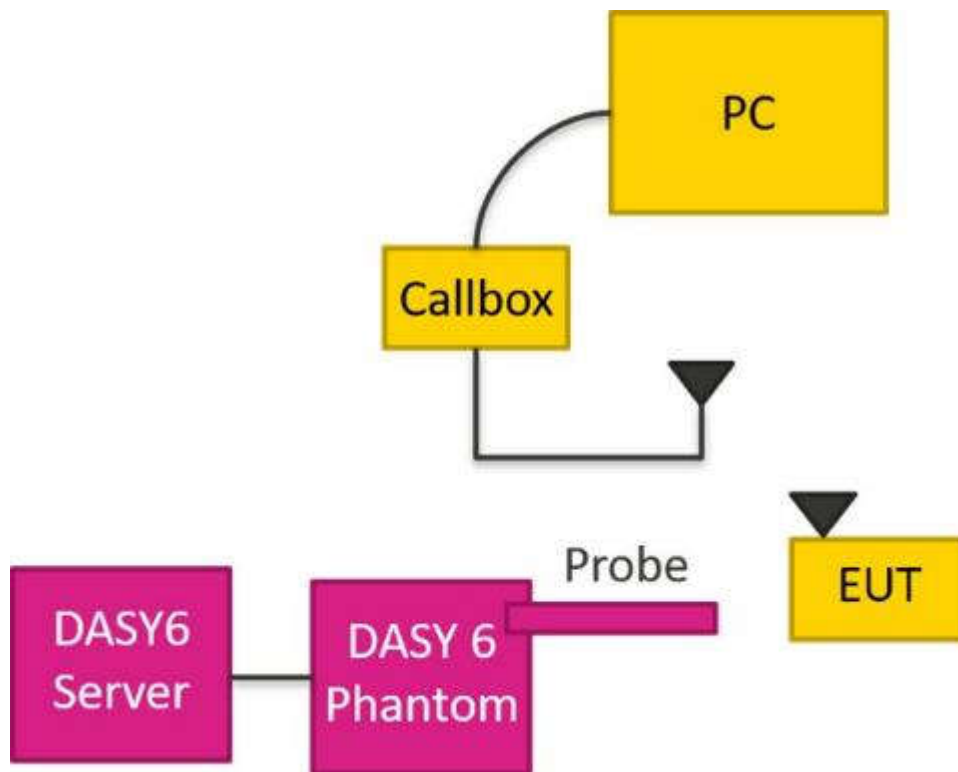 PC
Callbox
Probe
EUT
DASY6
Server
DASY 6
Phantom